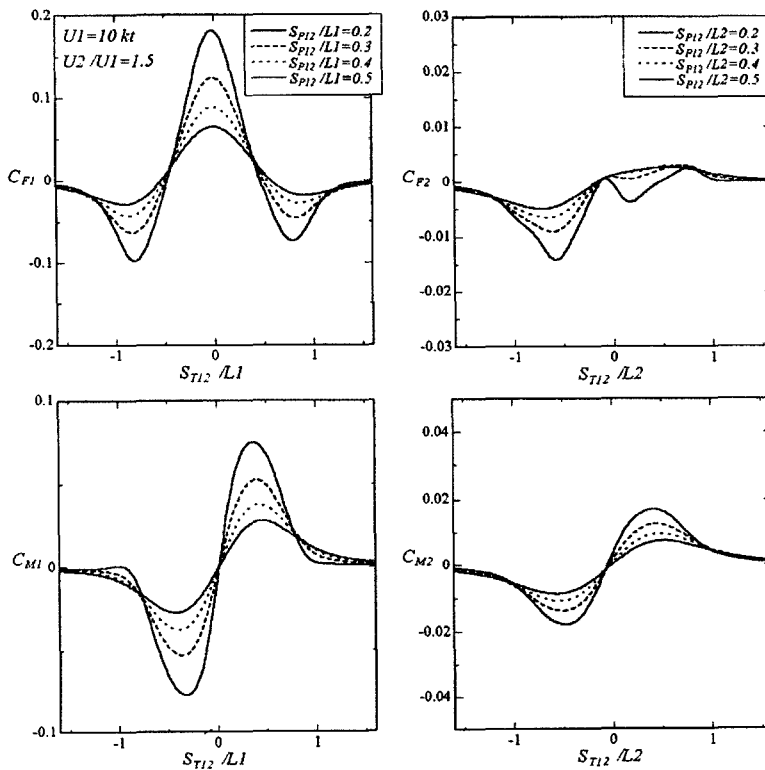 0.2
U1=10 kt
U2 /U1=1.5
S_P12 /L1=0.2
S_P12 /L1=0.3
S_P12 /L1=0.4
S_P12 /L1=0.5
0.1
C_F1
0
-0.1
-0.2
-1
0
1
S_T12 /L1
0.03
S_P12 /L2=0.2
S_P12 /L2=0.3
S_P12 /L2=0.4
S_P12 /L2=0.5
0.02
0.01
C_F2
0
-0.01
-0.02
-0.03
-1
0
1
S_T12 /L2
0.1
C_M1
0
-0.1
-1
0
1
S_T12 /L1
0.04
0.02
C_M2
0
-0.02
-0.04
-1
0
1
S_T12 /L2